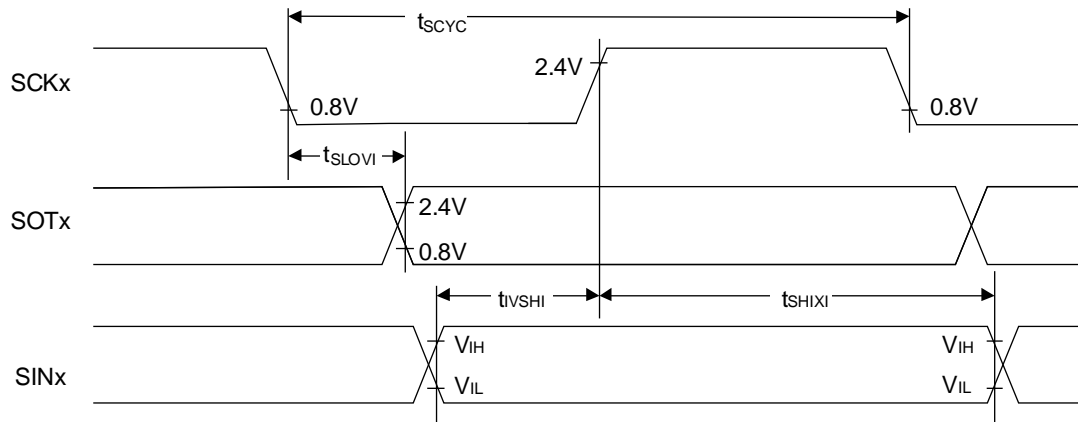 tSCYC
SCKx
2.4V
0.8V
0.8V
tSLOVI
SOTx
2.4V
0.8V
tIVSHI
tSHIXI
SINx
VIH
VIH
VIL
VIL